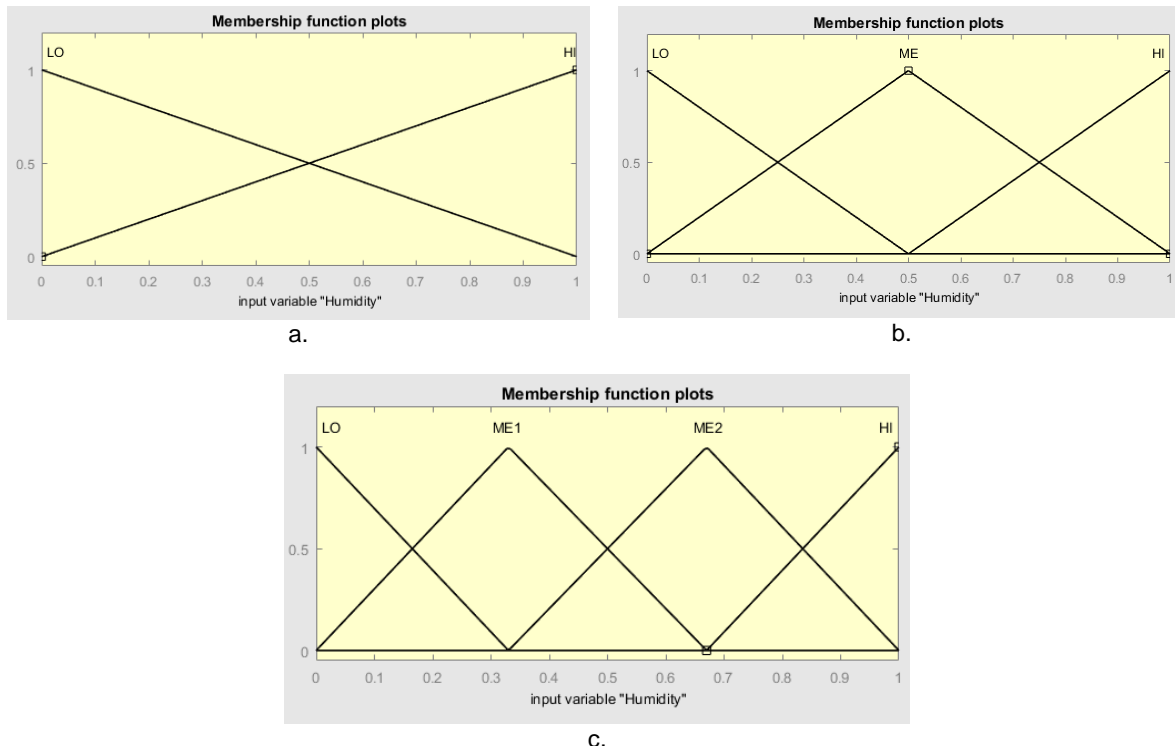 Membership function plots
LO HI
1
0.5
0
0 0.1 0.2 0.3 0.4 0.5 0.6 0.7 0.8 0.9 1
input variable "Humidity"
a.
Membership function plots
LO ME HI
1
0.5
0
0 0.1 0.2 0.3 0.4 0.5 0.6 0.7 0.8 0.9 1
input variable "Humidity"
b.
Membership function plots
LO ME1 ME2 HI
1
0.5
0
0 0.1 0.2 0.3 0.4 0.5 0.6 0.7 0.8 0.9 1
input variable "Humidity"
c.